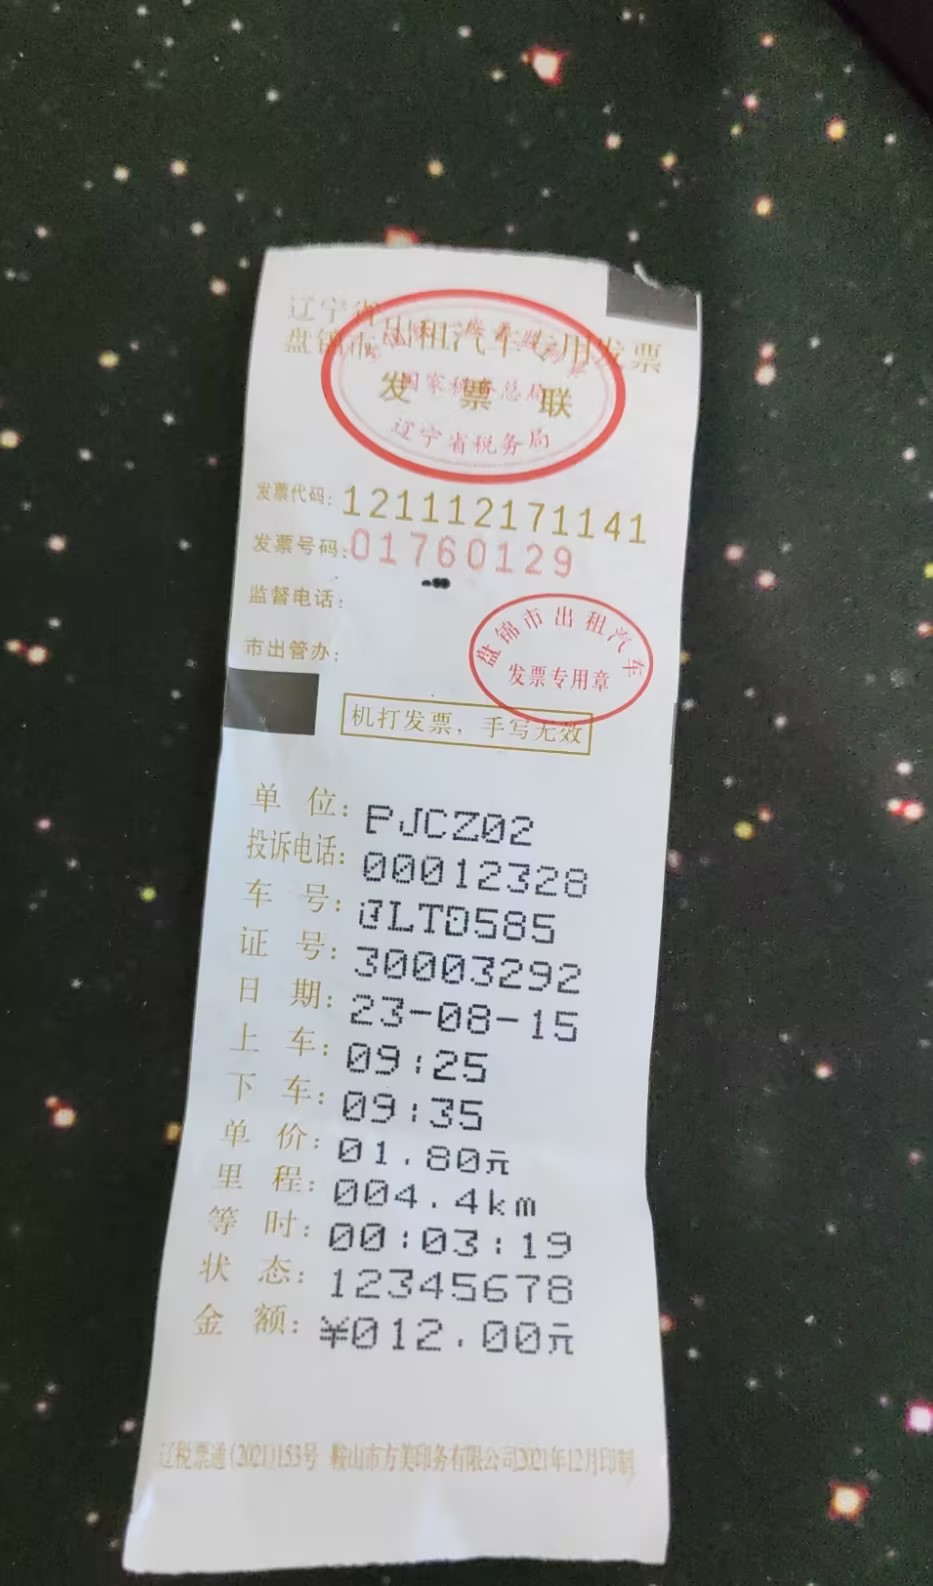 辽宁省
盘锦市出租汽车专用发票
国家税务总局
发 票 联
辽宁省税务局
发票代码: 121112171141
发票号码: 01760129
监督电话:
市出管办:
盘锦市出租汽车
发票专用章
机打发票，手写无效
单 位: PJCZ02
投诉电话: 00012328
车 号: LTD585
证 号: 30003292
日 期: 23-08-15
上 车: 09:25
下 车: 09:35
单 价: 01.80元
里 程: 004.4km
等 时: 00:03:19
状 态: 12345678
金 额: ¥012.00元
辽税票通(2021)153号 鞍山市方美印务有限公司2021年12月印制